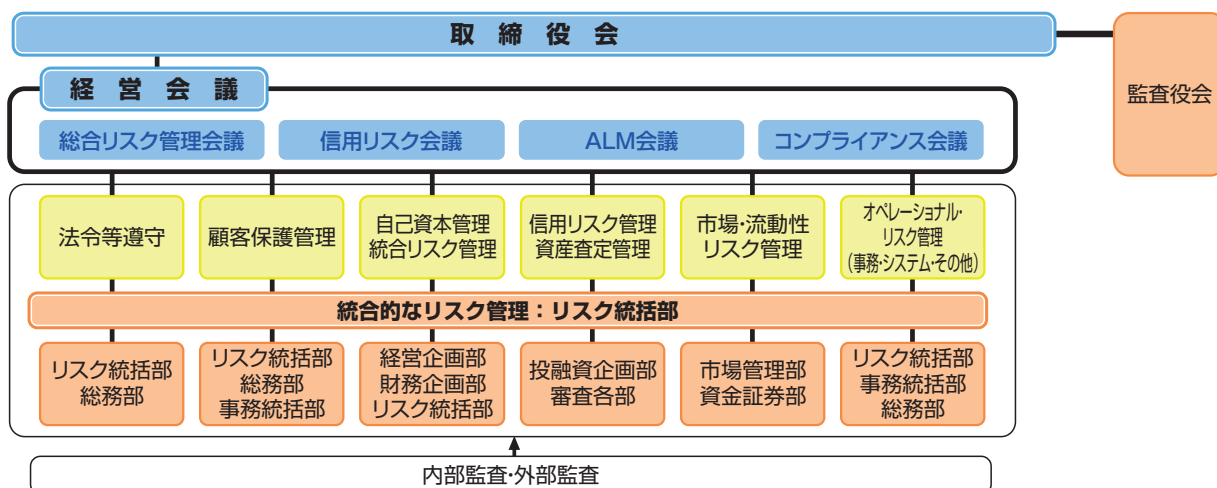 取締役会
監査役会
経営会議
総合リスク管理会議
信用リスク会議
ALM会議
コンプライアンス会議
法令等遵守
顧客保護管理
自己資本管理
統合リスク管理
信用リスク管理
資産査定管理
市場・流動性
リスク管理
オペレーショナル・
リスク管理
(事務・システム・その他)
統合的なリスク管理：リスク統括部
リスク統括部
総務部
リスク統括部
総務部
事務統括部
経営企画部
財務企画部
リスク統括部
投融資企画部
審査各部
市場管理部
資金証券部
リスク統括部
事務統括部
総務部
内部監査・外部監査